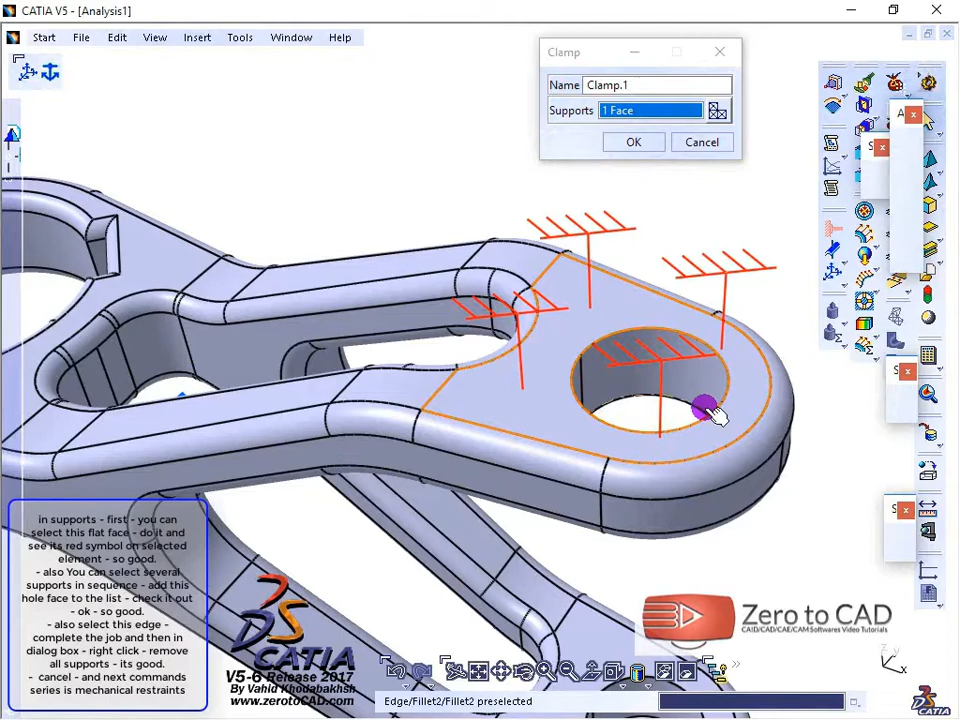 CATIA V5 - [Analysis1]
Start File Edit View Insert Tools Window Help
Clamp
Name Clamp.1
Supports 1 Face
OK Cancel
A...
S...
S...
S...
in supports - first - you can
select this flat face - do it and
see its red symbol on selected
element - so good.
- also You can select several
supports in sequence - add this
hole face to the list - check it out
- ok - so good.
- also select this edge -
complete the job and then in
dialog box - right click - remove
all supports - its good.
- cancel - and next commands
series is mechanical restraints
CATIA
V5-6 Release 2017
By Vahid Khodabakhsh
www.zerotoCAD.com
Zero to CAD
CAID/CAD/CAE/CAM Softwares Video Tutorials
z y
x
Edge/Fillet2/Fillet2 preselected
CATIA